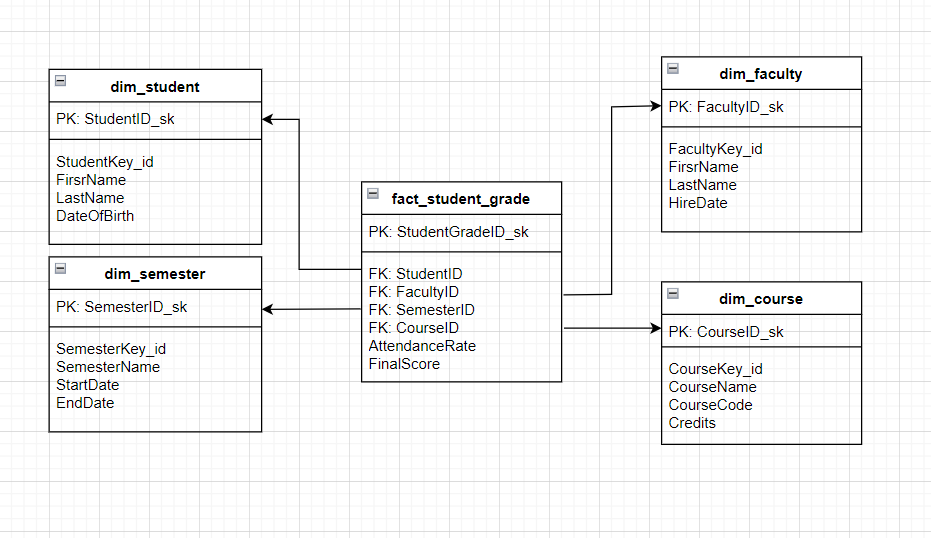 dim_student
PK: StudentID_sk
StudentKey_id
FirsrName
LastName
DateOfBirth
dim_semester
PK: SemesterID_sk
SemesterKey_id
SemesterName
StartDate
EndDate
fact_student_grade
PK: StudentGradeID_sk
FK: StudentID
FK: FacultyID
FK: SemesterID
FK: CourseID
AttendanceRate
FinalScore
dim_faculty
PK: FacultyID_sk
FacultyKey_id
FirsrName
LastName
HireDate
dim_course
PK: CourseID_sk
CourseKey_id
CourseName
CourseCode
Credits